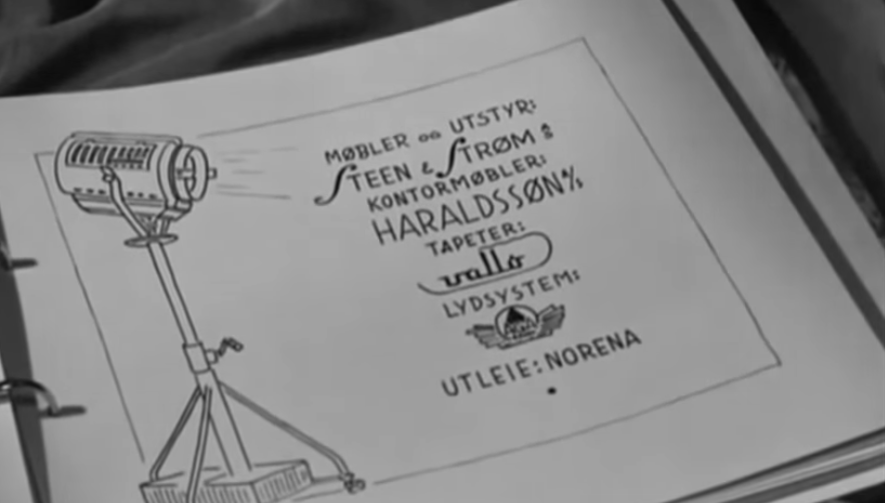 MØBLER OG UTSTYR:
STEEN & STRØM A/S
KONTORMØBLER:
HARALDSSØN A/S
TAPETER:
vallø
LYDSYSTEM:
UTLEIE: NORENA